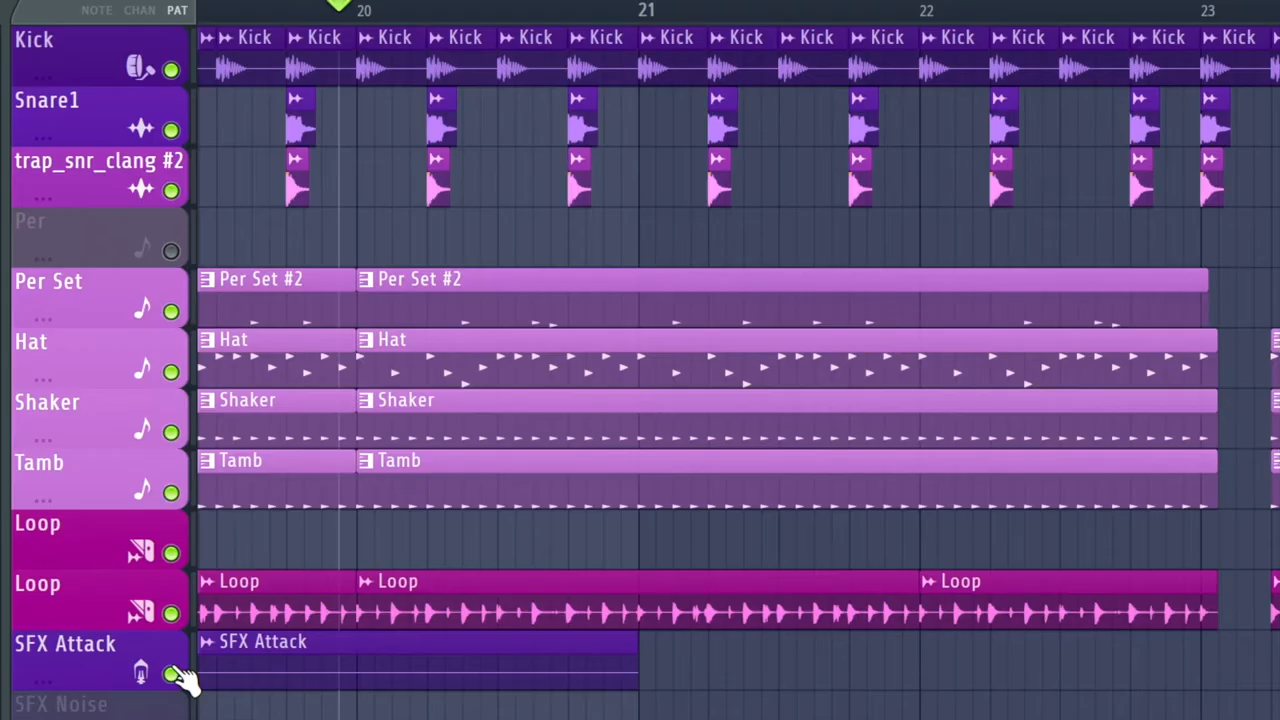 NOTE CHAN PAT 20 21 22 23
Kick Kick Kick Kick Kick Kick Kick Kick Kick Kick Kick Kick Kick Kick Kick Kick
Snare1
trap_snr_clang #2
Per
Per Set Per Set #2 Per Set #2
Hat Hat Hat
Shaker Shaker Shaker
Tamb Tamb Tamb
Loop
Loop Loop Loop Loop
SFX Attack SFX Attack
SFX Noise